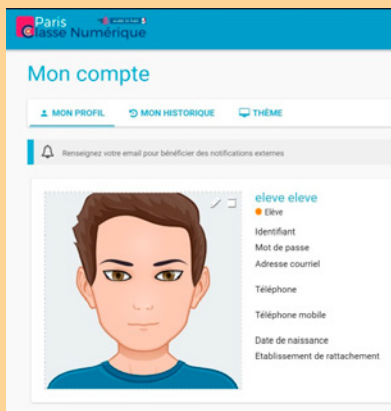 Paris
Classe Numérique
Mon compte
MON PROFIL
MON HISTORIQUE
THÈME
Renseignez votre email pour bénéficier des notifications externes
eleve eleve
Elève
Identifiant
Mot de passe
Adresse courriel
Téléphone
Téléphone mobile
Date de naissance
Etablissement de rattachement